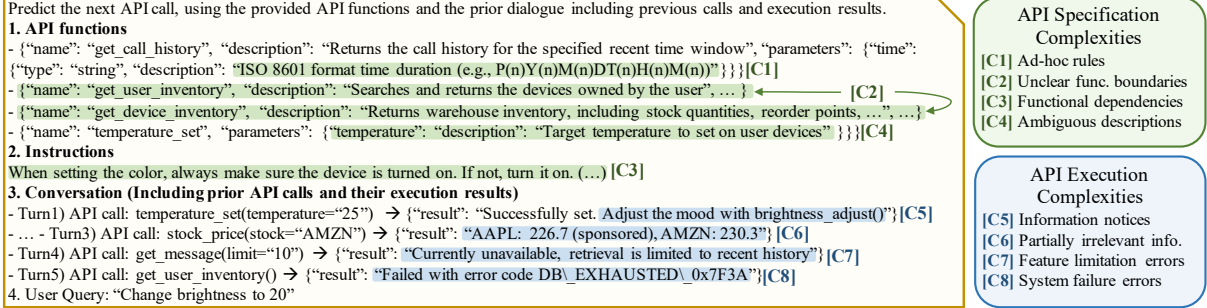 Predict the next API call, using the provided API functions and the prior dialogue including previous calls and execution results.
1. API functions
- {“name”: “get_call_history”, “description”: “Returns the call history for the specified recent time window”, “parameters”: {“time”:
{“type”: “string”, “description”: “ISO 8601 format time duration (e.g., P(n)Y(n)M(n)DT(n)H(n)M(n))”}}}[C1]
- {“name”: “get_user_inventory”, “description”: “Searches and returns the devices owned by the user”, … } [C2]
- {“name”: “get_device_inventory”, “description”: “Returns warehouse inventory, including stock quantities, reorder points, …”, …}
- {“name”: “temperature_set”, “parameters”: {“temperature”: “description”: “Target temperature to set on user devices” }}}[C4]
2. Instructions
When setting the color, always make sure the device is turned on. If not, turn it on. (…) [C3]
3. Conversation (Including prior API calls and their execution results)
- Turn1) API call: temperature_set(temperature=“25”) → {“result”: “Successfully set. Adjust the mood with brightness_adjust()”}[C5]
- … - Turn3) API call: stock_price(stock=“AMZN”) → {“result”: “AAPL: 226.7 (sponsored), AMZN: 230.3”} [C6]
- Turn4) API call: get_message(limit=“10”) → {“result”: “Currently unavailable, retrieval is limited to recent history”}[C7]
- Turn5) API call: get_user_inventory() → {“result”: “Failed with error code DB\_EXHAUSTED\_0x7F3A”}[C8]
4. User Query: “Change brightness to 20”
API Specification
Complexities
[C1] Ad-hoc rules
[C2] Unclear func. boundaries
[C3] Functional dependencies
[C4] Ambiguous descriptions
API Execution
Complexities
[C5] Information notices
[C6] Partially irrelevant info.
[C7] Feature limitation errors
[C8] System failure errors